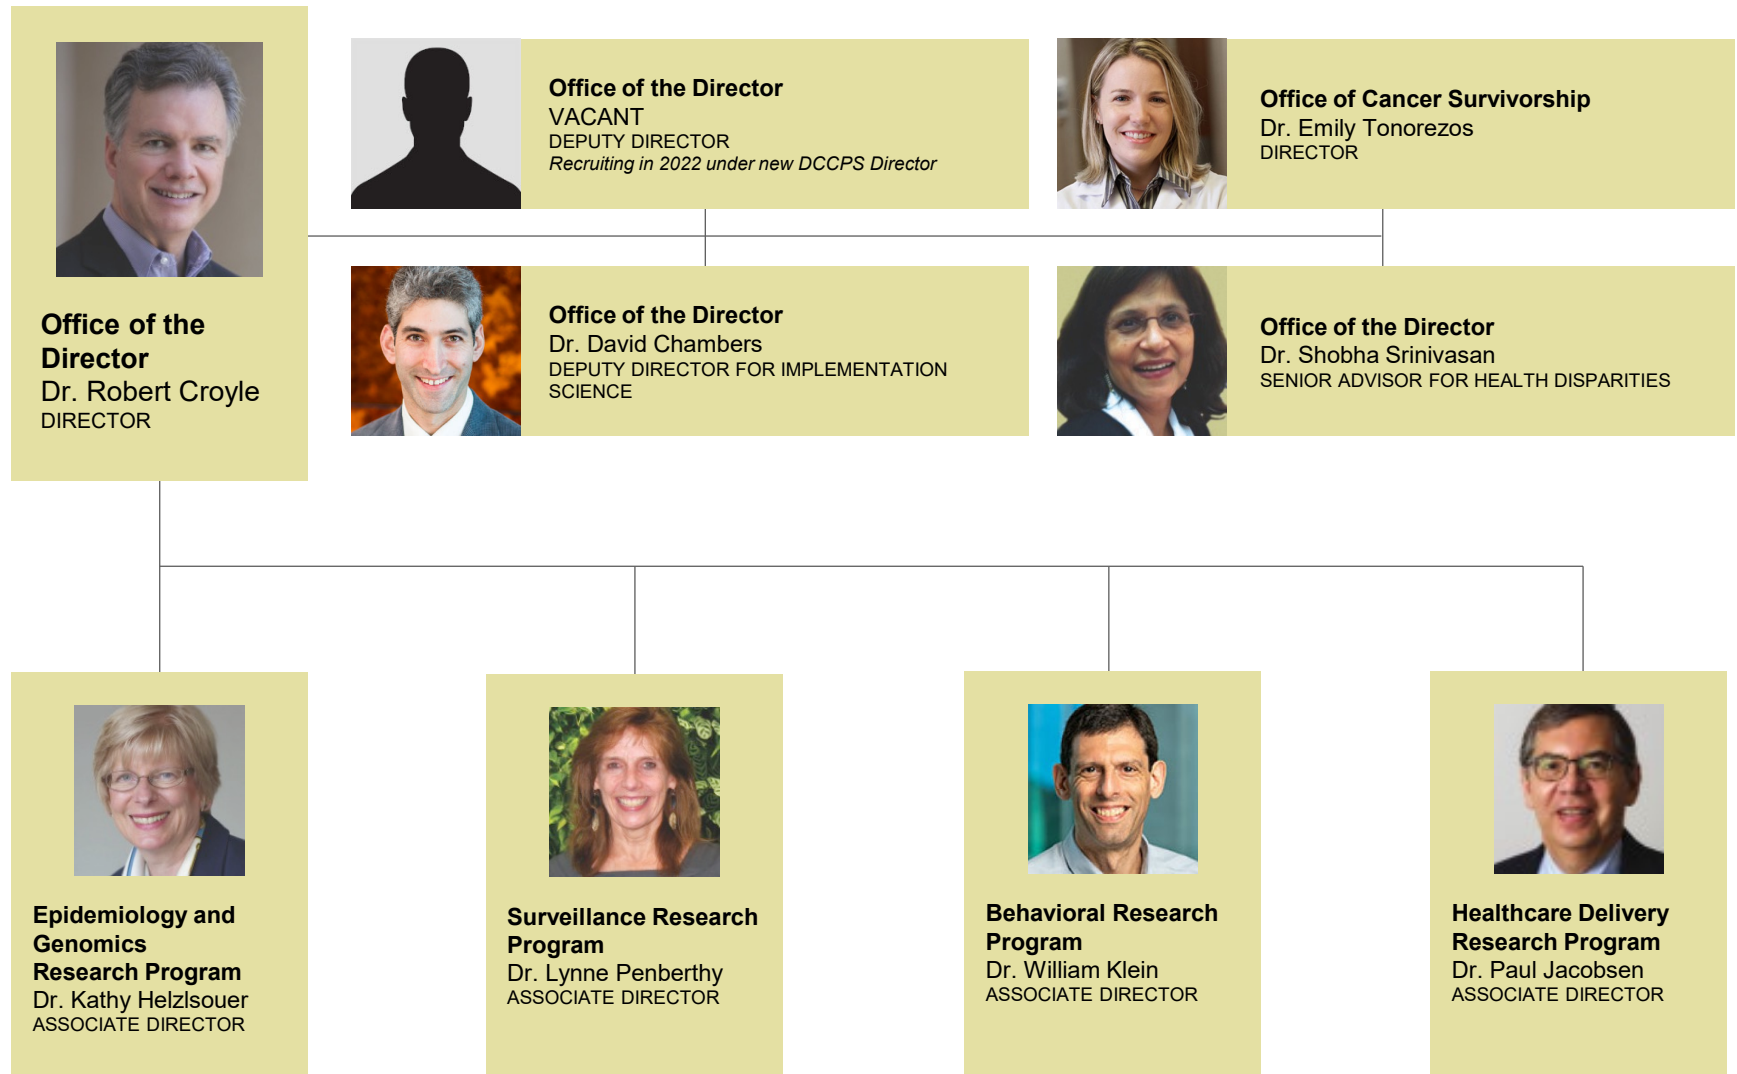 Office of the
Director
Dr. Robert Croyle
DIRECTOR
Office of the Director
VACANT
DEPUTY DIRECTOR
Recruiting in 2022 under new DCCPS Director
Office of Cancer Survivorship
Dr. Emily Tonorezos
DIRECTOR
Office of the Director
Dr. David Chambers
DEPUTY DIRECTOR FOR IMPLEMENTATION
SCIENCE
Office of the Director
Dr. Shobha Srinivasan
SENIOR ADVISOR FOR HEALTH DISPARITIES
Epidemiology and
Genomics
Research Program
Dr. Kathy Helzlsouer
ASSOCIATE DIRECTOR
Surveillance Research
Program
Dr. Lynne Penberthy
ASSOCIATE DIRECTOR
Behavioral Research
Program
Dr. William Klein
ASSOCIATE DIRECTOR
Healthcare Delivery
Research Program
Dr. Paul Jacobsen
ASSOCIATE DIRECTOR